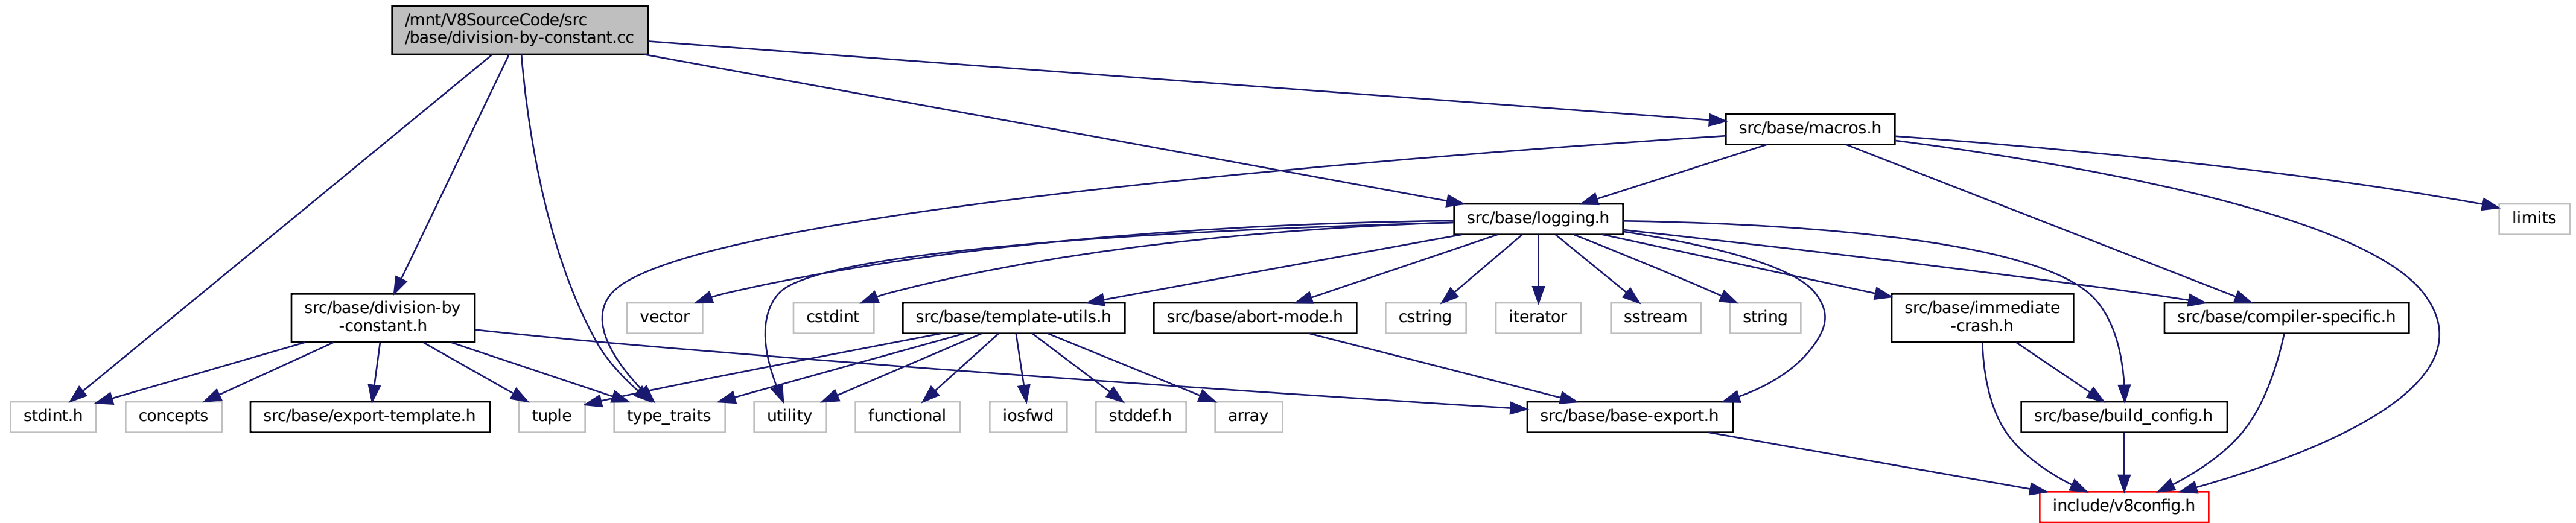 /mnt/V8SourceCode/src
/base/division-by-constant.cc
src/base/macros.h
src/base/logging.h
limits
src/base/division-by
-constant.h
vector
cstdint
src/base/template-utils.h
src/base/abort-mode.h
cstring
iterator
sstream
string
src/base/immediate
-crash.h
src/base/compiler-specific.h
stdint.h
concepts
src/base/export-template.h
tuple
type_traits
utility
functional
iosfwd
stddef.h
array
src/base/base-export.h
src/base/build_config.h
include/v8config.h